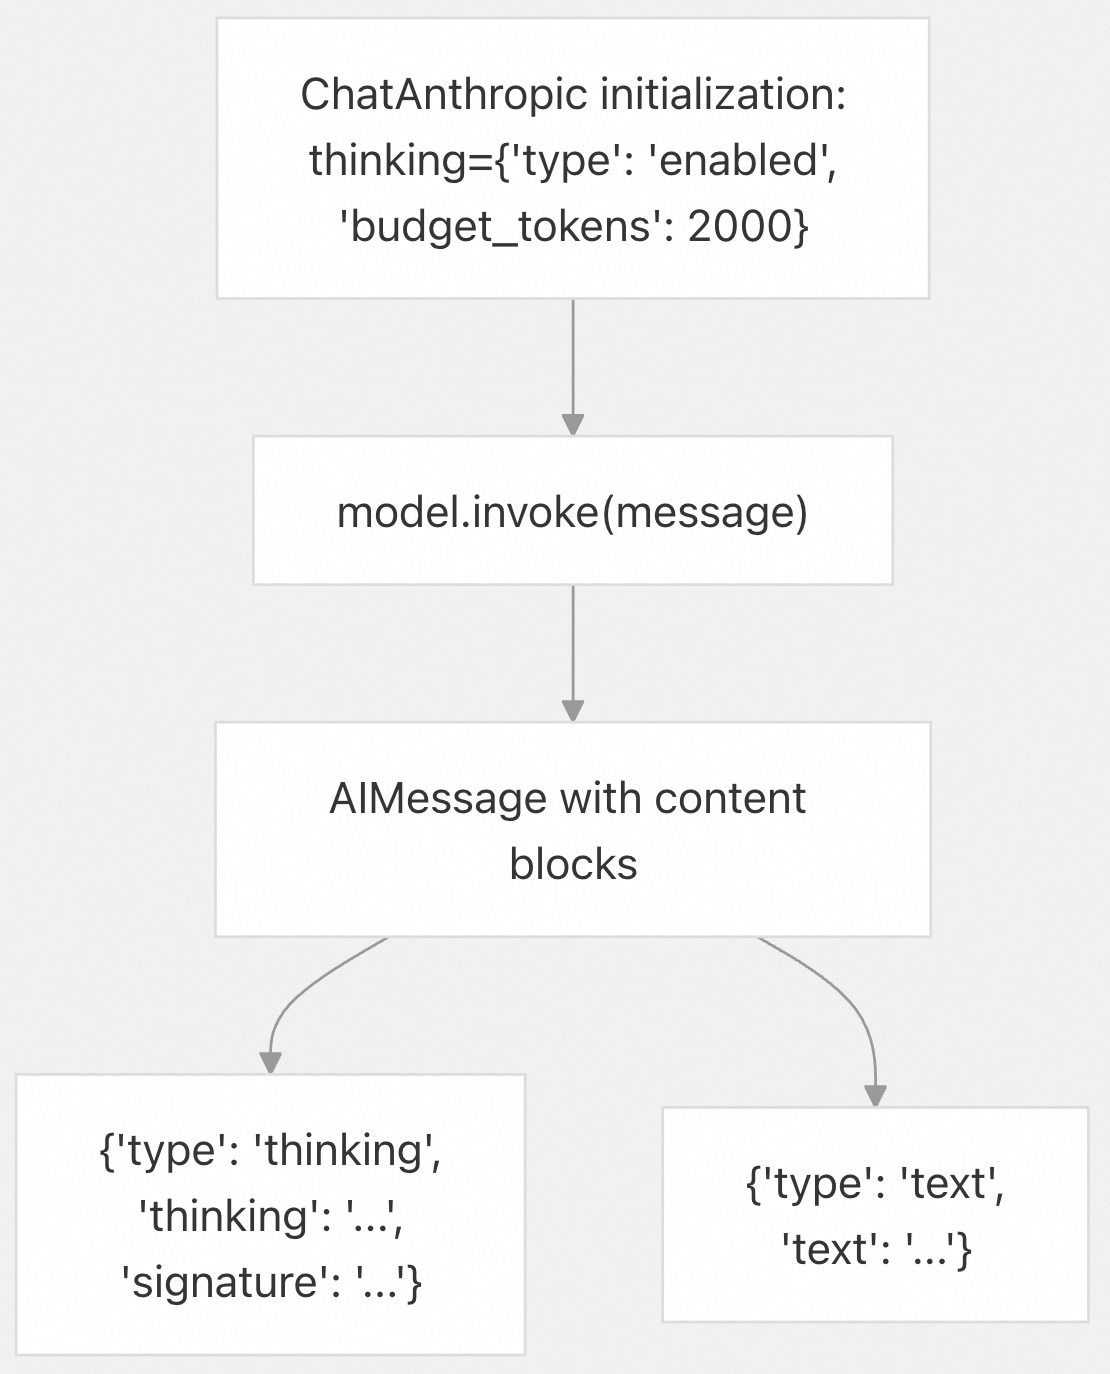 ChatAnthropic initialization:
thinking={'type': 'enabled',
'budget_tokens': 2000}
model.invoke(message)
AIMessage with content
blocks
{'type': 'thinking',
'thinking': '...',
'signature': '...'}
{'type': 'text',
'text': '...'}